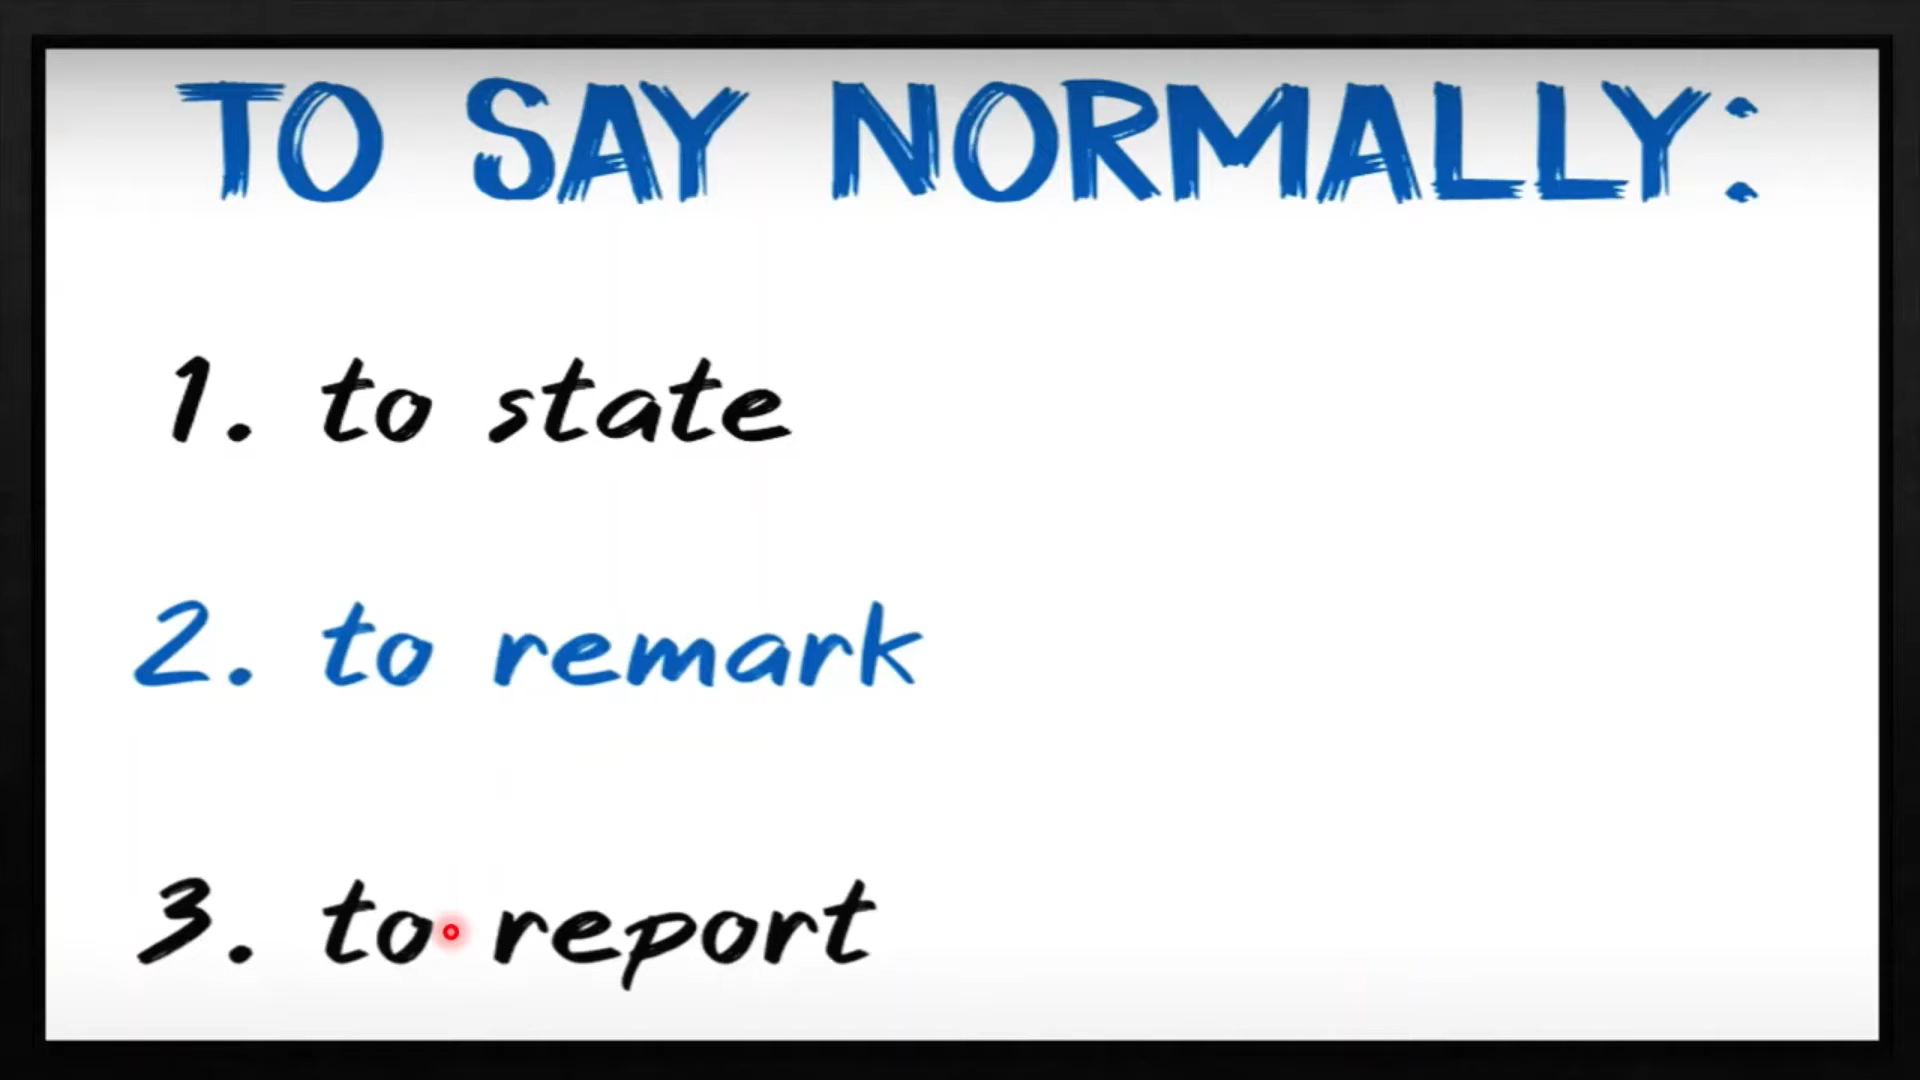 TO SAY NORMALLY:
1. to state
2. to remark
3. to report